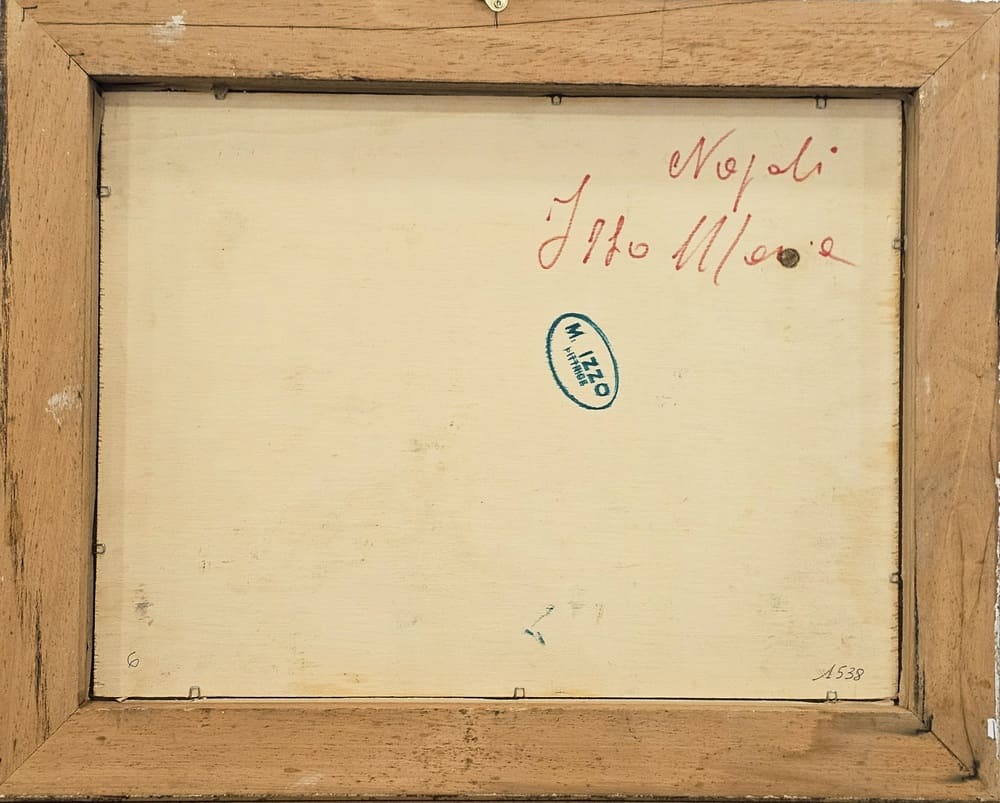 Napoli
Izzo Maria
M. IZZO
PITTRICE
6
1538